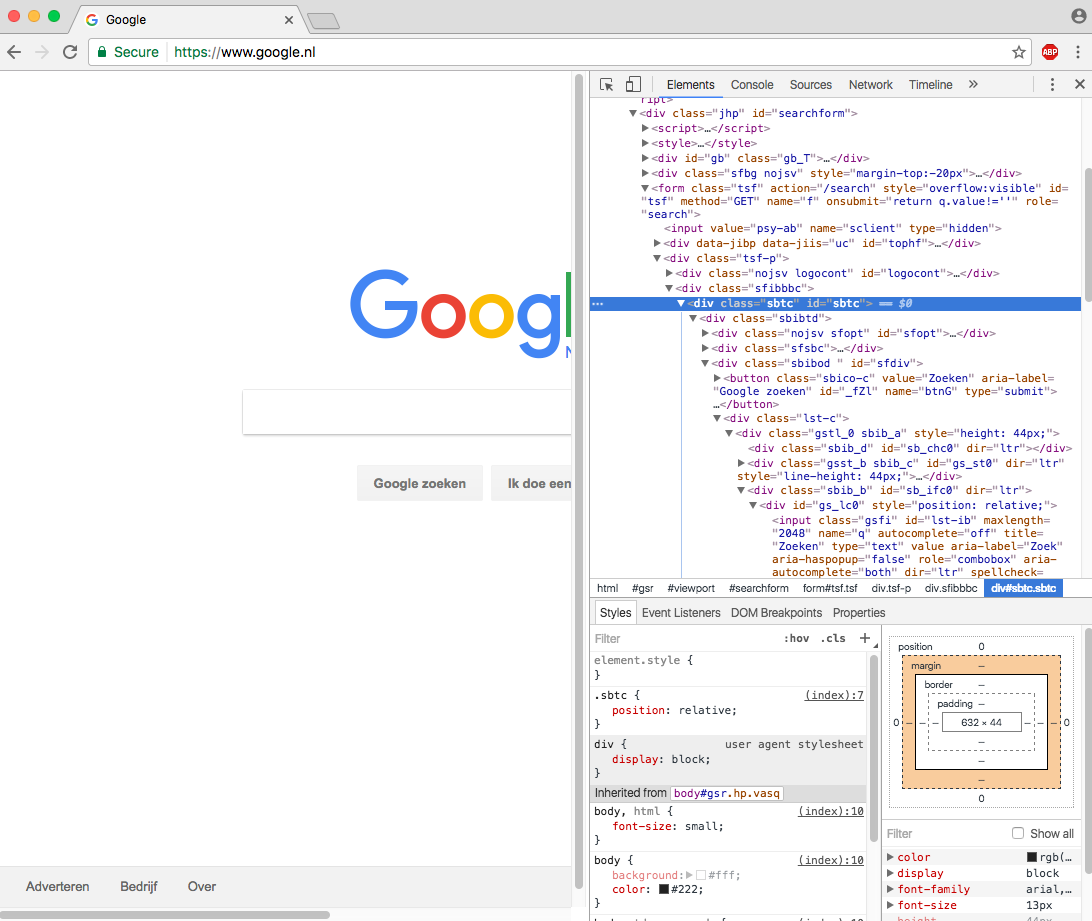 Google
Secure https://www.google.nl
ABP
Elements Console Sources Network Timeline »
ript>
<div class="jhp" id="searchform">
<script>…</script>
<style>…</style>
<div id="gb" class="gb_T">…</div>
<div class="sfbg nojsv" style="margin-top:-20px">…</div>
<form class="tsf" action="/search" style="overflow:visible" id=
"tsf" method="GET" name="f" onsubmit="return q.value!=''" role=
"search">
<input value="psy-ab" name="sclient" type="hidden">
<div data-jibp data-jiis="uc" id="tophf">…</div>
<div class="tsf-p">
<div class="nojsv logocont" id="logocont">…</div>
<div class="sfibbbc">
… <div class="sbtc" id="sbtc"> == $0
<div class="sbibtd">
<div class="nojsv sfopt" id="sfopt">…</div>
<div class="sfsbc">…</div>
<div class="sbibod " id="sfdiv">
<button class="sbico-c" value="Zoeken" aria-label=
"Google zoeken" id="_fZl" name="btnG" type="submit">
…</button>
<div class="lst-c">
<div class="gstl_0 sbib_a" style="height: 44px;">
<div class="sbib_d" id="sb_chc0" dir="ltr"></div>
<div class="gsst_b sbib_c" id="gs_st0" dir="ltr"
style="line-height: 44px;">…</div>
<div class="sbib_b" id="sb_ifc0" dir="ltr">
<div id="gs_lc0" style="position: relative;">
<input class="gsfi" id="lst-ib" maxlength=
"2048" name="q" autocomplete="off" title=
"Zoeken" type="text" value aria-label="Zoek"
aria-haspopup="false" role="combobox" aria-
autocomplete="both" dir="ltr" spellcheck=
html #gsr #viewport #searchform form#tsf.tsf div.tsf-p div.sfibbbc div#sbtc.sbtc
Googl
N
Google zoeken Ik doe een
Adverteren Bedrijf Over
Styles Event Listeners DOM Breakpoints Properties
Filter :hov .cls +
element.style {
}
.sbtc { (index):7
position: relative;
}
div { user agent stylesheet
display: block;
}
Inherited from body#gsr.hp.vasq
body, html { (index):10
font-size: small;
}
body { (index):10
background: #fff;
color: #222;
}
position 0
margin –
border –
padding –
0 – – – 632 × 44 – – – 0
–
–
–
0
Filter Show all
color rgb(…
display block
font-family arial,…
font-size 13px
height 44px